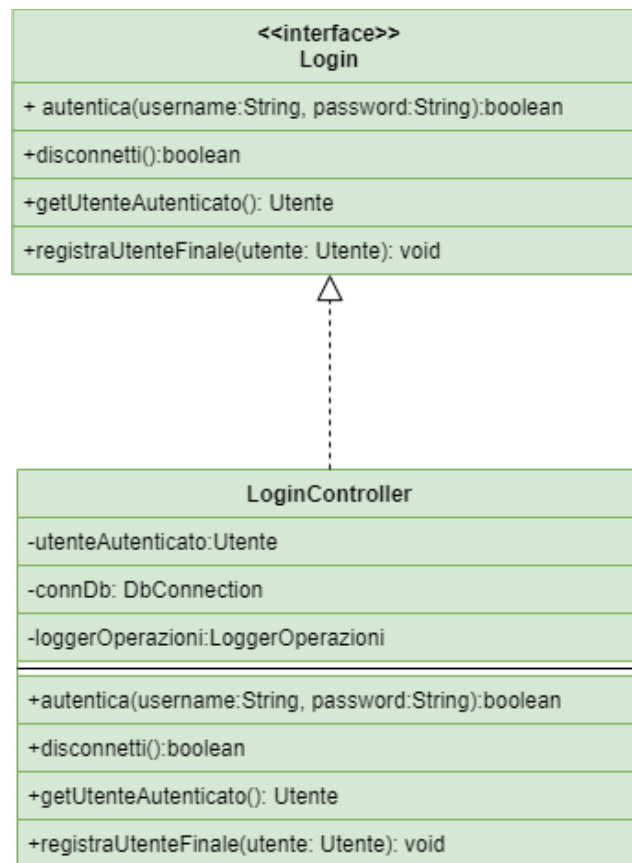 <<interface>>
Login
+ autentica(username:String, password:String):boolean
+disconnetti():boolean
+getUtenteAutenticato(): Utente
+registraUtenteFinale(utente: Utente): void
LoginController
-utenteAutenticato:Utente
-connDb: DbConnection
-loggerOperazioni:LoggerOperazioni
+autentica(username:String, password:String):boolean
+disconnetti():boolean
+getUtenteAutenticato(): Utente
+registraUtenteFinale(utente: Utente): void